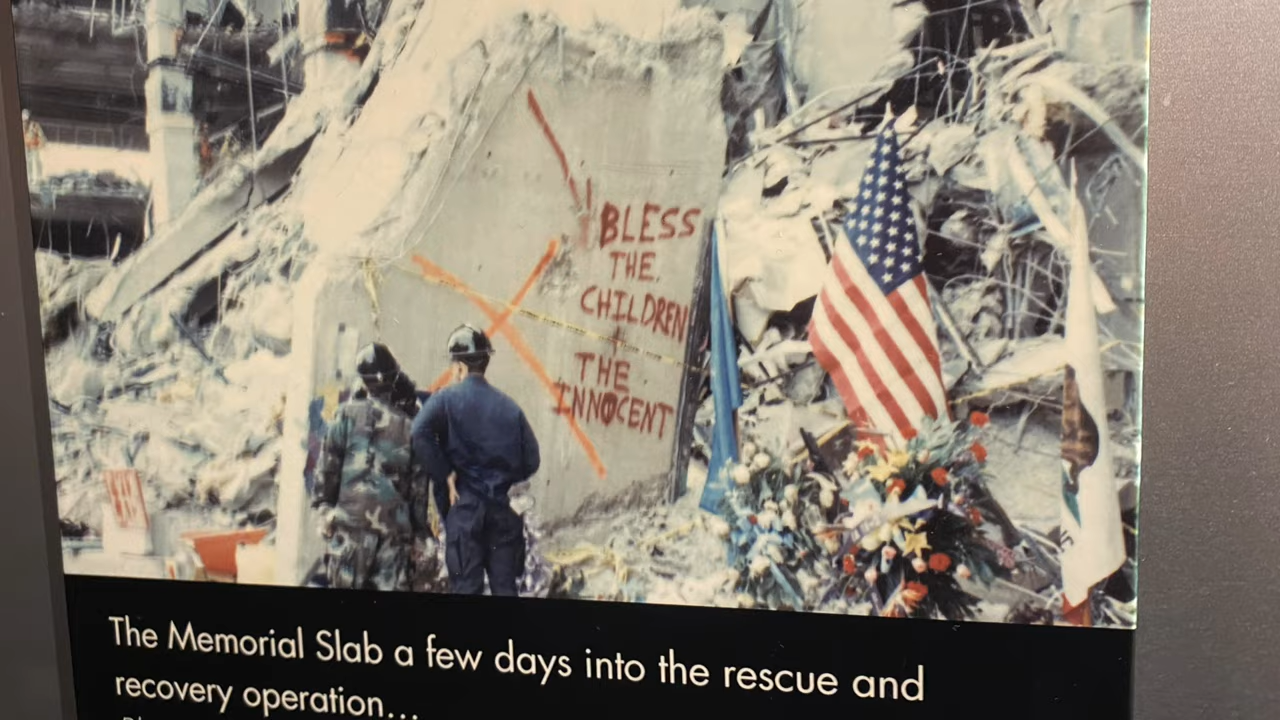 BLESS
THE
CHILDREN
+
THE
INNOCENT
The Memorial Slab a few days into the rescue and
recovery operation...